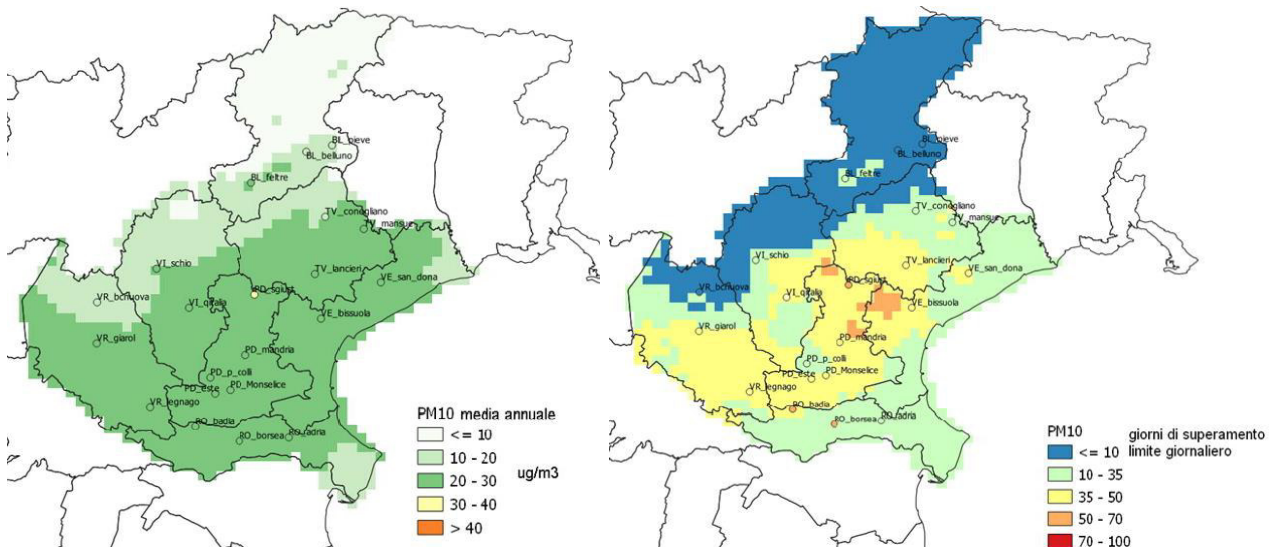 BL_pieve
BL_belluno
BL_feltre
TV_conegliano
TV_mansue
VI_schio
TV_lancieri
VE_san_dona
VR_bcnuova
PD_sgiust
VI_qitalia
VE_bissuola
VR_giarol
PD_mandria
PD_p_colli
PD_este
PD_Monselice
VR_legnago
RO_badia
RO_borsea
RO_adria
PM10 media annuale
<= 10
10 - 20
20 - 30
30 - 40
> 40
ug/m3
BL_pieve
BL_belluno
BL_feltre
TV_conegliano
TV_mansue
VI_schio
TV_lancieri
VE_san_dona
VR_bcnuova
VI_qitalia
VE_bissuola
VR_giarol
PD_mandria
PD_p_colli
PD_este
PD_Monselice
VR_legnago
RO_badia
RO_borsea
RO_adria
PM10 giorni di superamento
limite giornaliero
<= 10
10 - 35
35 - 50
50 - 70
70 - 100